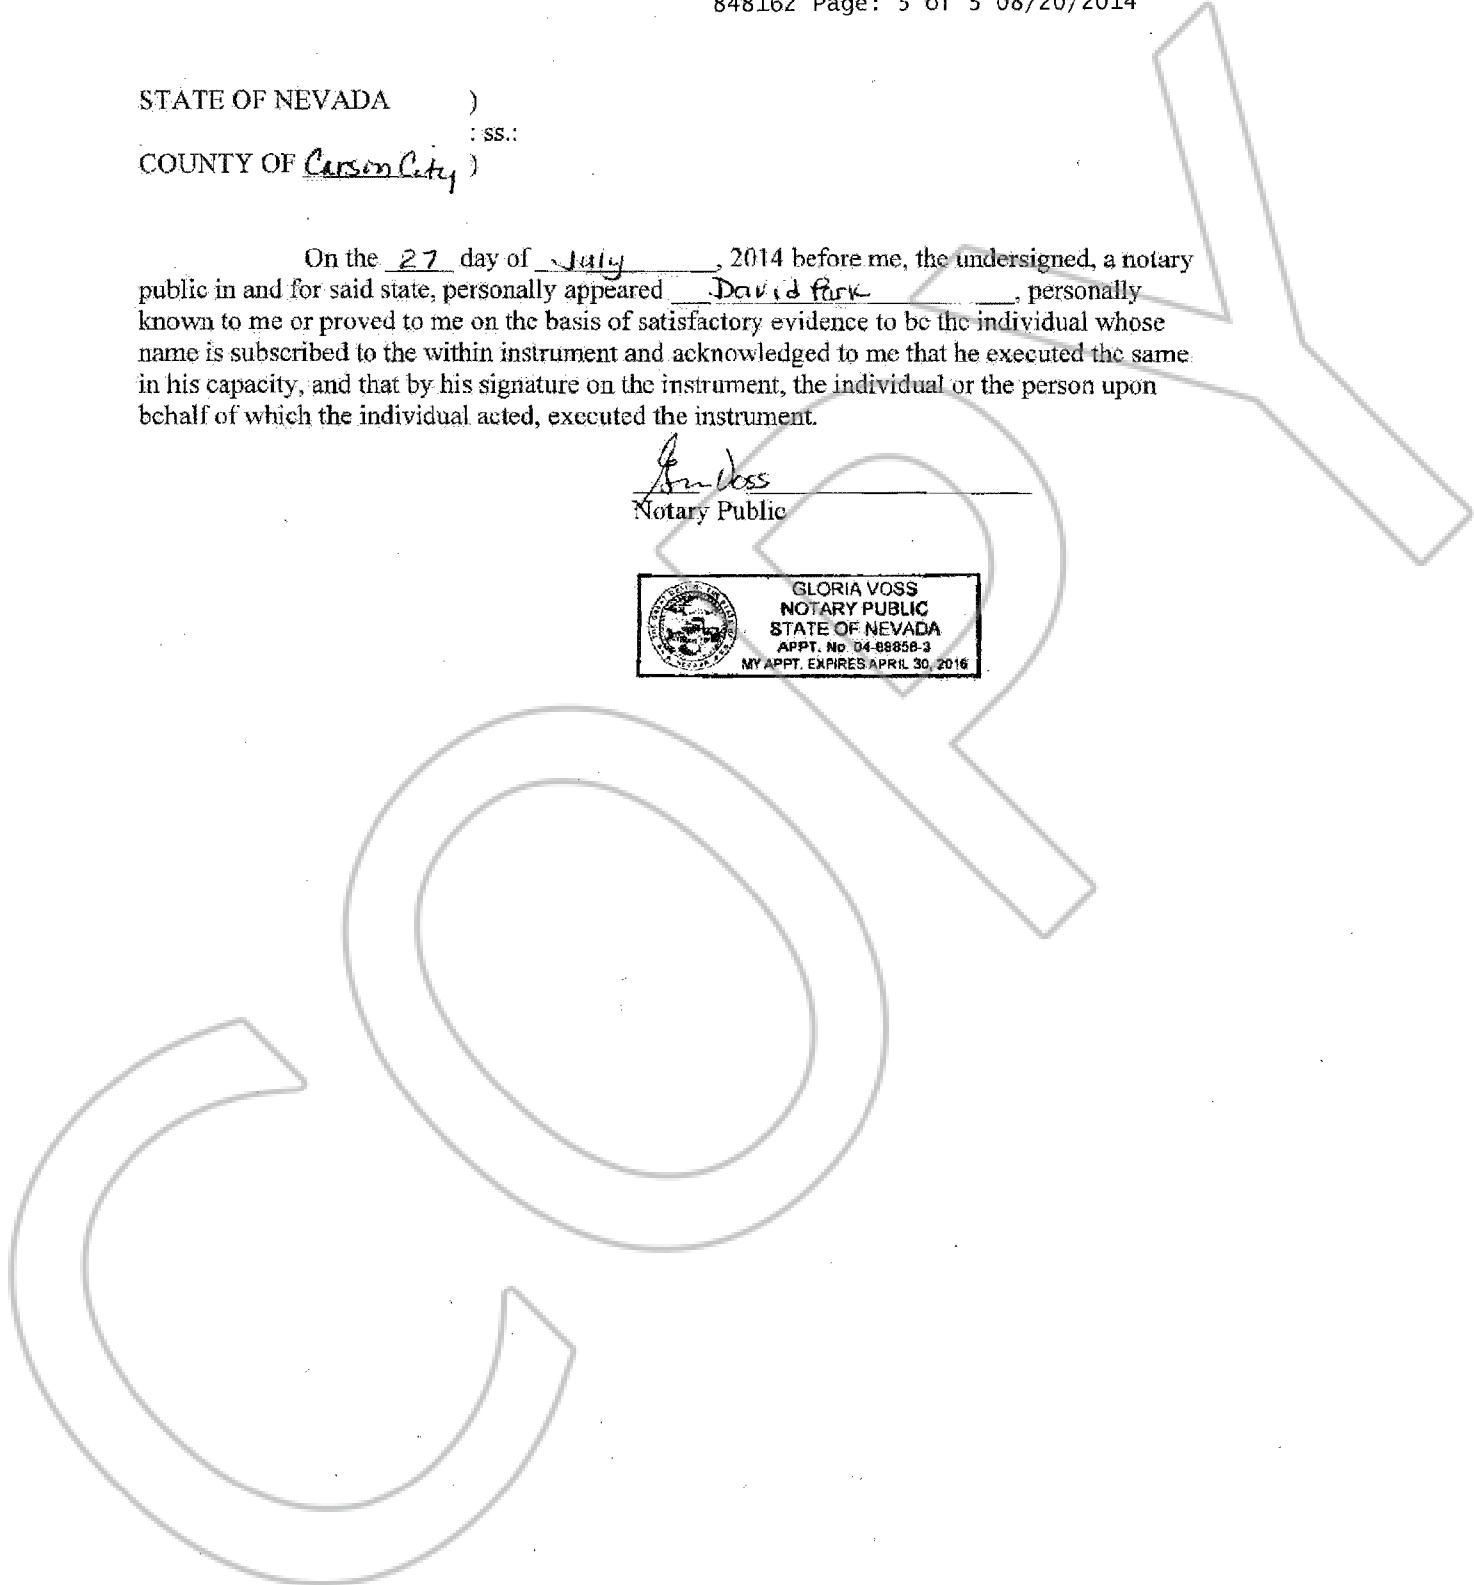 848162 Page: 5 of 5 08/20/2014
STATE OF NEVADA )
: ss.:
COUNTY OF Carson City )
On the 27 day of July, 2014 before me, the undersigned, a notary
public in and for said state, personally appeared David Park, personally
known to me or proved to me on the basis of satisfactory evidence to be the individual whose
name is subscribed to the within instrument and acknowledged to me that he executed the same
in his capacity, and that by his signature on the instrument, the individual or the person upon
behalf of which the individual acted, executed the instrument.
Voss
Notary Public
GLORIA VOSS
NOTARY PUBLIC
STATE OF NEVADA
APPT. No. 04-88858-3
MY APPT. EXPIRES APRIL 30, 2016
COPY